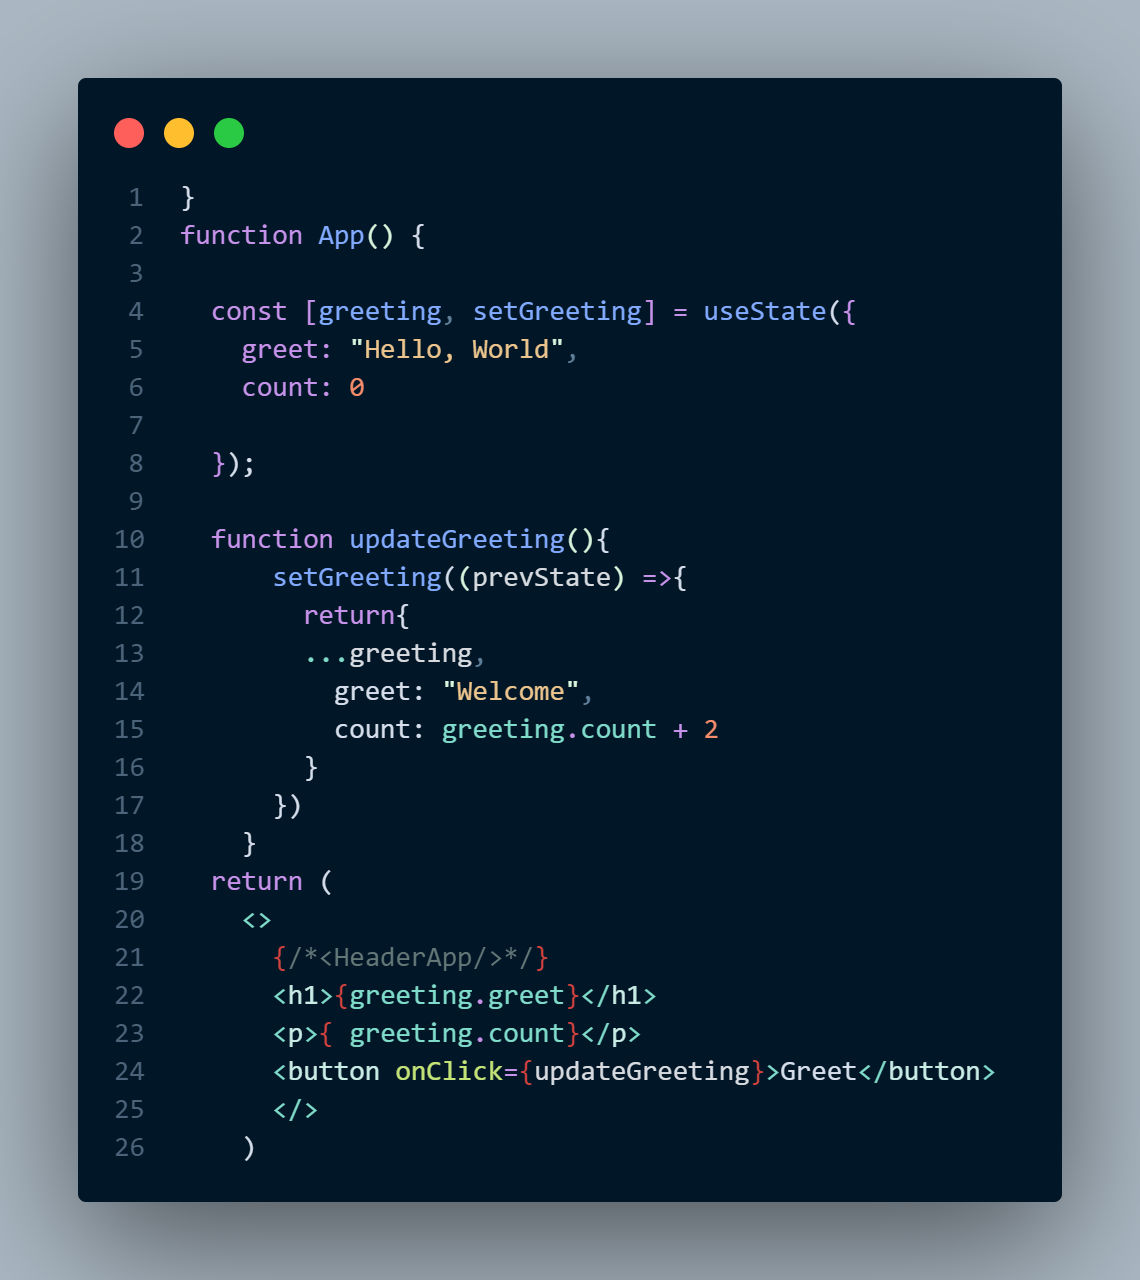 1 }
2 function App() {
3
4   const [greeting, setGreeting] = useState({
5     greet: "Hello, World",
6     count: 0
7
8   });
9
10   function updateGreeting(){
11       setGreeting((prevState) =>{
12         return{
13         ...greeting,
14           greet: "Welcome",
15           count: greeting.count + 2
16         }
17       })
18     }
19   return (
20     <>
21       {/*<HeaderApp/>*/}
22       <h1>{greeting.greet}</h1>
23       <p>{ greeting.count}</p>
24       <button onClick={updateGreeting}>Greet</button>
25       </>
26     )